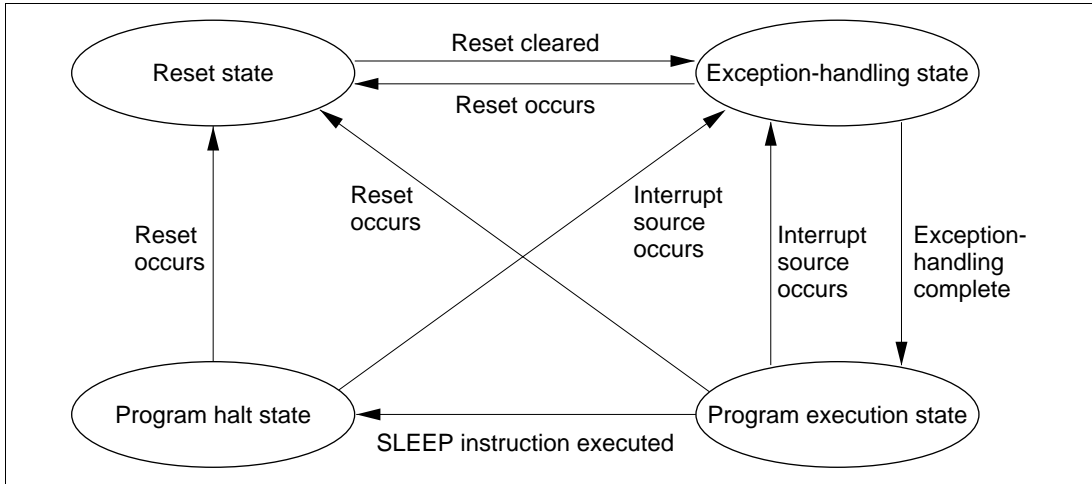 Reset cleared
Reset state
Exception-handling state
Reset occurs
Reset
occurs
Interrupt
source
occurs
Reset
occurs
Interrupt
source
occurs
Exception-
handling
complete
Program halt state
Program execution state
SLEEP instruction executed